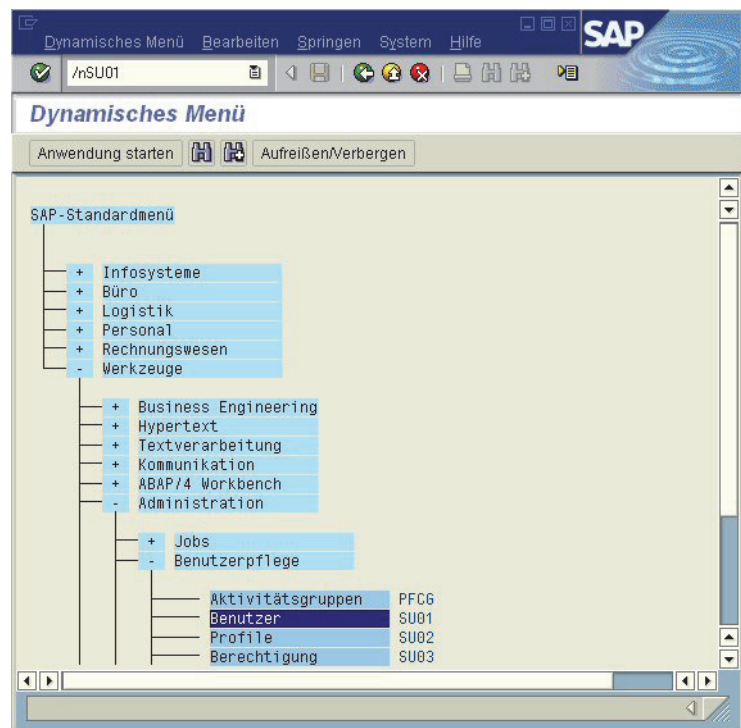 Dynamisches Menü Bearbeiten Springen System Hilfe
SAP
/nSU01
Dynamisches Menü
Anwendung starten Aufreißen/Verbergen
SAP-Standardmenü
+ Infosysteme
+ Büro
+ Logistik
+ Personal
+ Rechnungswesen
- Werkzeuge
+ Business Engineering
+ Hypertext
+ Textverarbeitung
+ Kommunikation
+ ABAP/4 Workbench
- Administration
+ Jobs
- Benutzerpflege
Aktivitätsgruppen PFCG
Benutzer SU01
Profile SU02
Berechtigung SU03